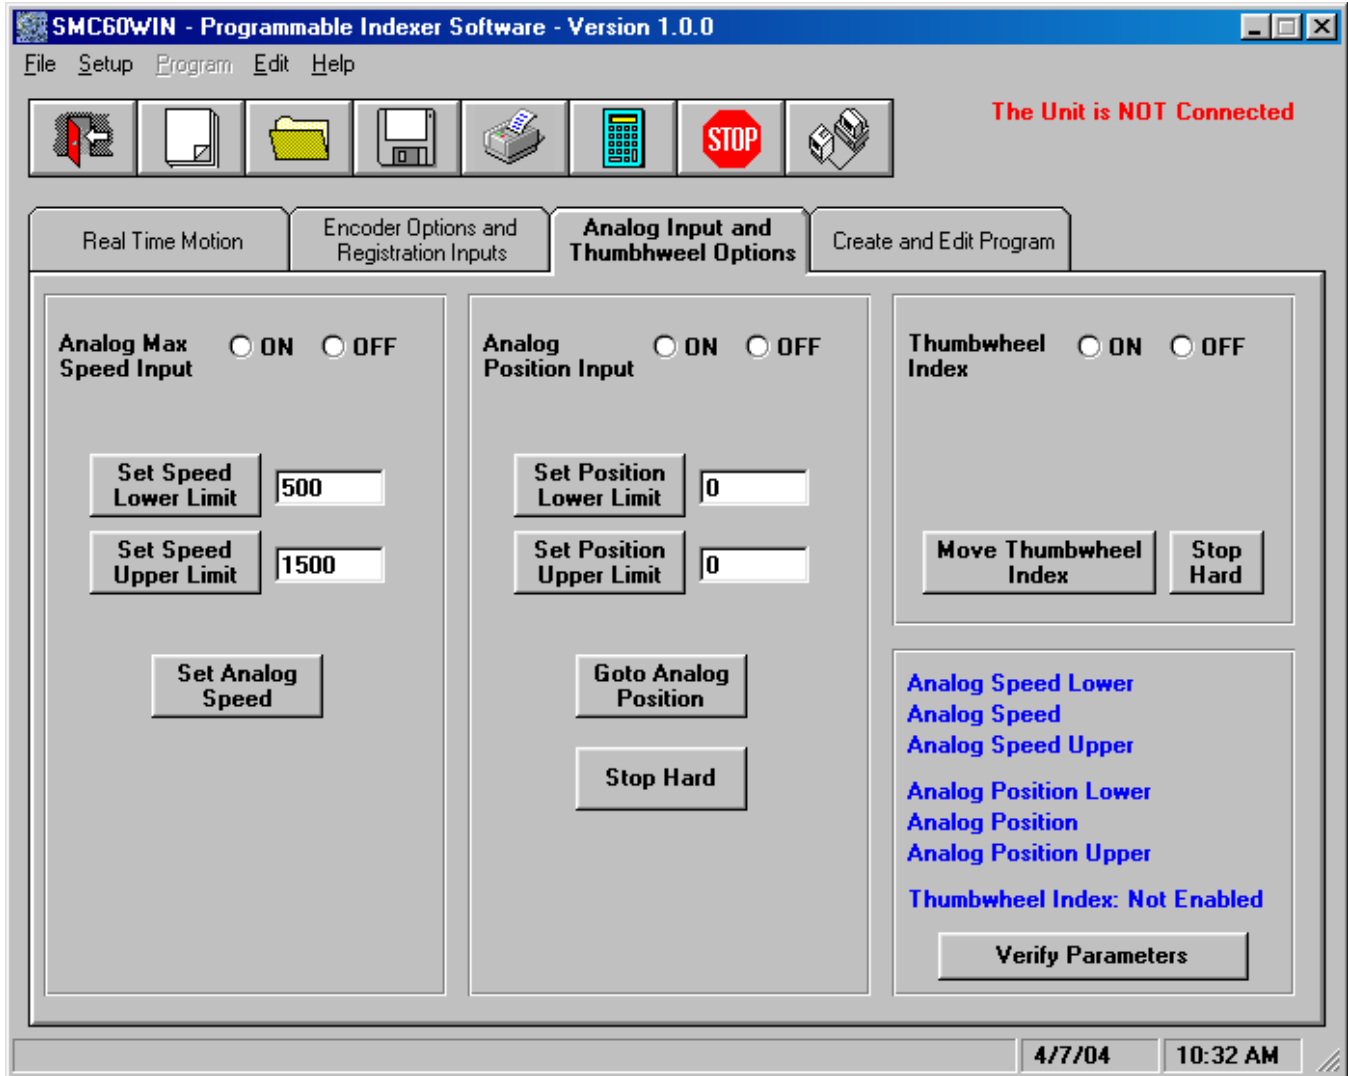 SMC60WIN - Programmable Indexer Software - Version 1.0.0
File Setup Program Edit Help
STOP
The Unit is NOT Connected
Real Time Motion
Encoder Options and
Registration Inputs
Analog Input and
Thumbhweel Options
Create and Edit Program
Analog Max
Speed Input
ON OFF
Set Speed
Lower Limit
500
Set Speed
Upper Limit
1500
Set Analog
Speed
Analog
Position Input
ON OFF
Set Position
Lower Limit
0
Set Position
Upper Limit
0
Goto Analog
Position
Stop Hard
Thumbwheel
Index
ON OFF
Move Thumbwheel
Index
Stop
Hard
Analog Speed Lower
Analog Speed
Analog Speed Upper
Analog Position Lower
Analog Position
Analog Position Upper
Thumbwheel Index: Not Enabled
Verify Parameters
4/7/04
10:32 AM